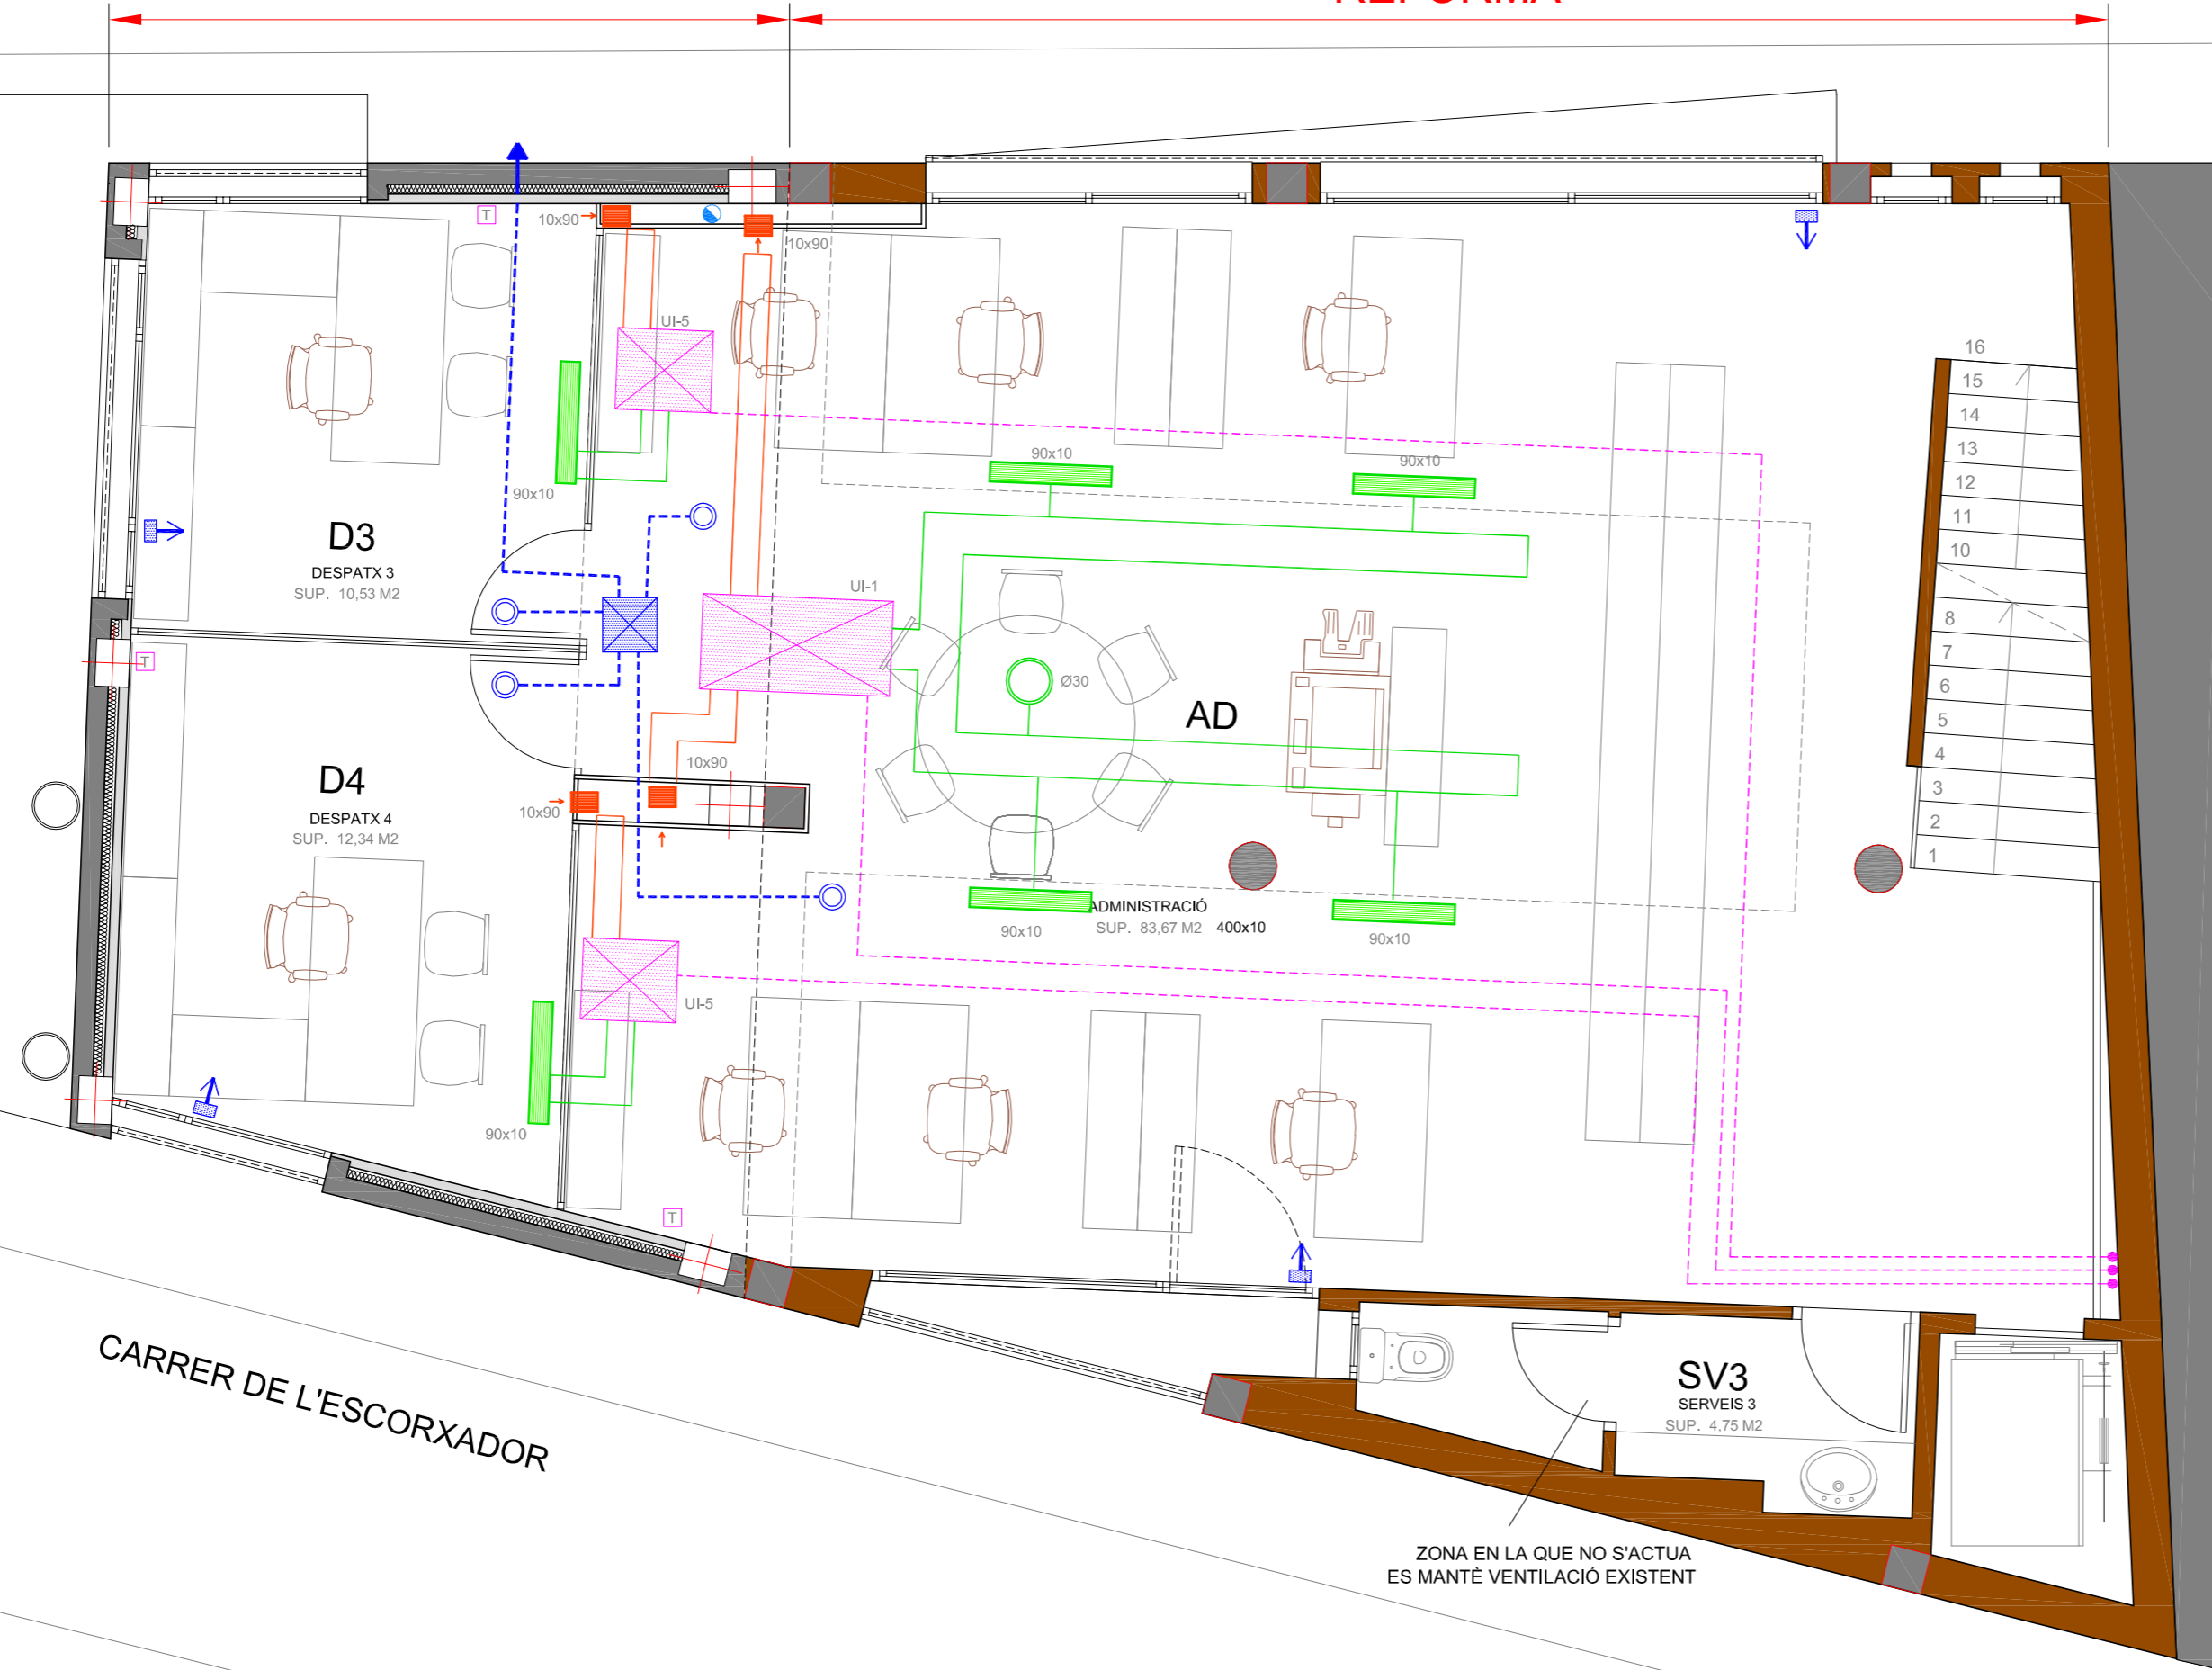 REFORMA
T
10x90
10x90
UI-5
16
15
14
13
12
11
10
8
7
6
5
4
3
2
1
90x10
90x10
90x10
D3
DESPATX 3
SUP. 10,53 M2
UI-1
Ø30
AD
T
D4
DESPATX 4
SUP. 12,34 M2
10x90
10x90
ADMINISTRACIÓ
SUP. 83,67 M2 400x10
90x10
90x10
UI-5
90x10
T
CARRER DE L'ESCORXADOR
SV3
SERVEIS 3
SUP. 4,75 M2
ZONA EN LA QUE NO S'ACTUA
ES MANTÈ VENTILACIÓ EXISTENT